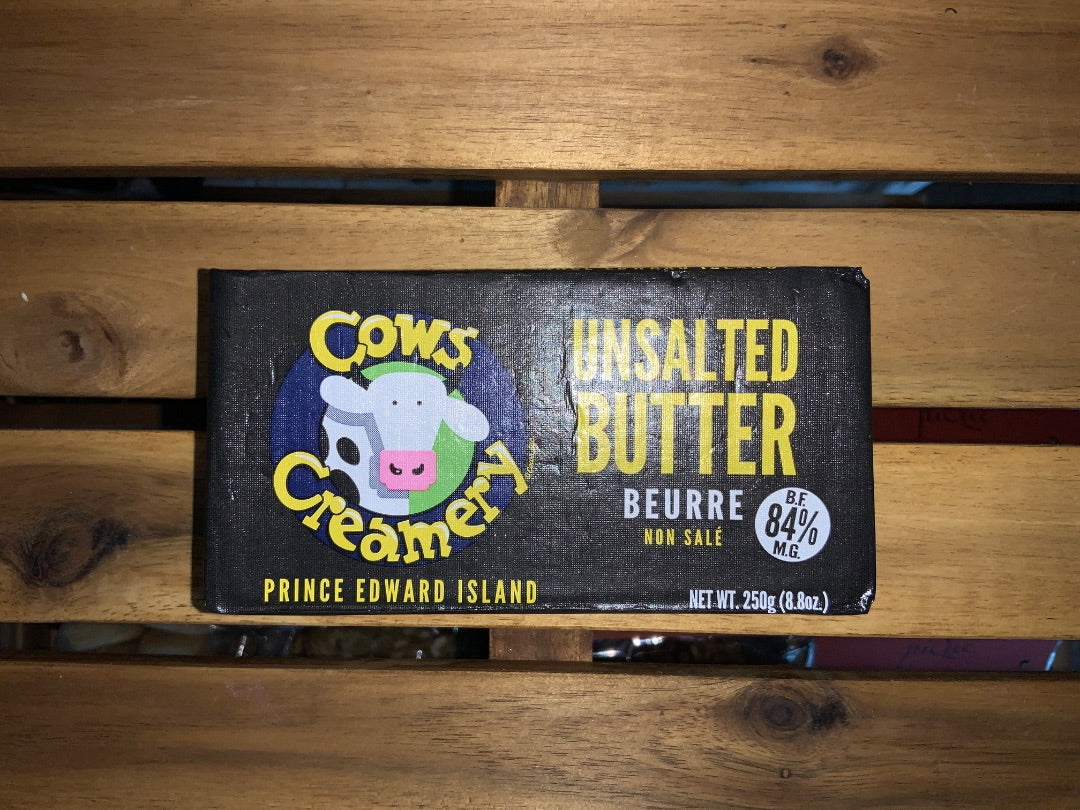 Cows
Creamery
PRINCE EDWARD ISLAND
UNSALTED
BUTTER
BEURRE
NON SALÉ
B.F.
84%
M.G.
NET WT. 250g (8.8oz.)